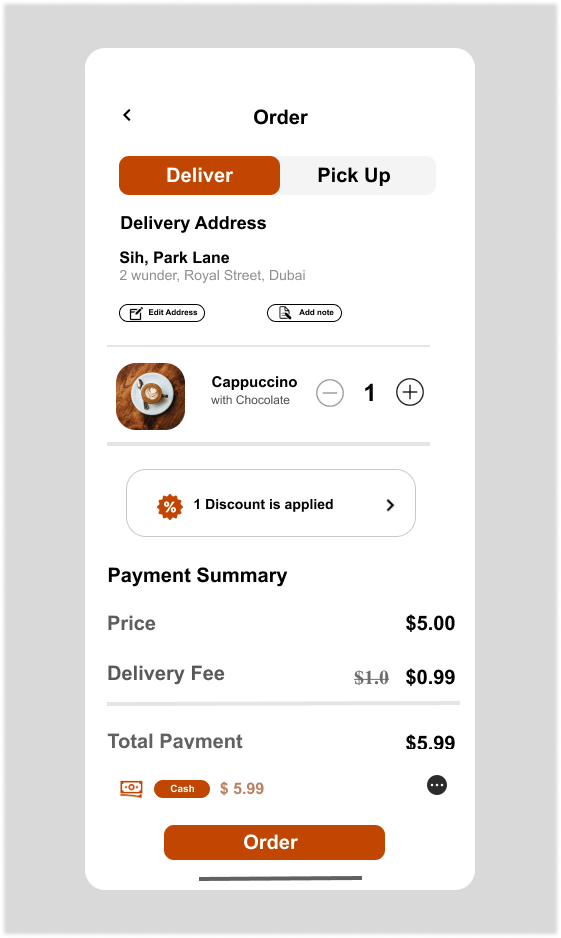 Order
Deliver
Pick Up
Delivery Address
Sih, Park Lane
2 wunder, Royal Street, Dubai
Edit Address
Add note
Cappuccino
with Chocolate
1
%
1 Discount is applied
Payment Summary
Price $5.00
Delivery Fee $1.0 $0.99
Total Payment $5.99
Cash $ 5.99
Order